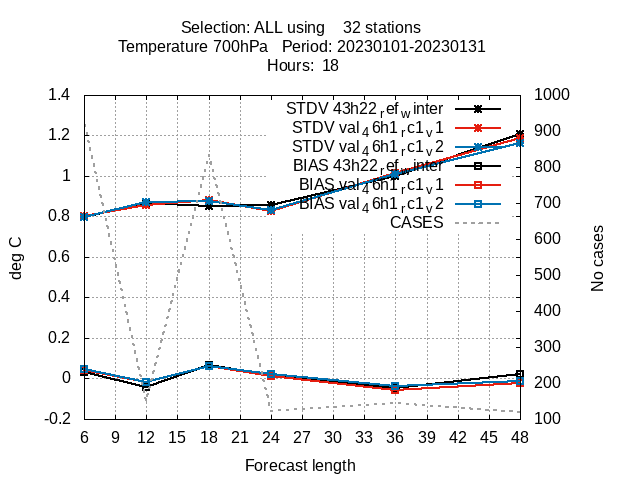 Selection: ALL using    32 stations
Temperature 700hPa   Period: 20230101-20230131
Hours:  18
1.4
1.2
1
0.8
0.6
0.4
0.2
0
-0.2
deg C
STDV 43h22_ref_winter
STDV val_46h1_rc1_v1
STDV val_46h1_rc1_v2
BIAS 43h22_ref_winter
BIAS val_46h1_rc1_v1
BIAS val_46h1_rc1_v2
CASES
1000
900
800
700
600
500
400
300
200
100
No cases
6 9 12 15 18 21 24 27 30 33 36 39 42 45 48
Forecast length